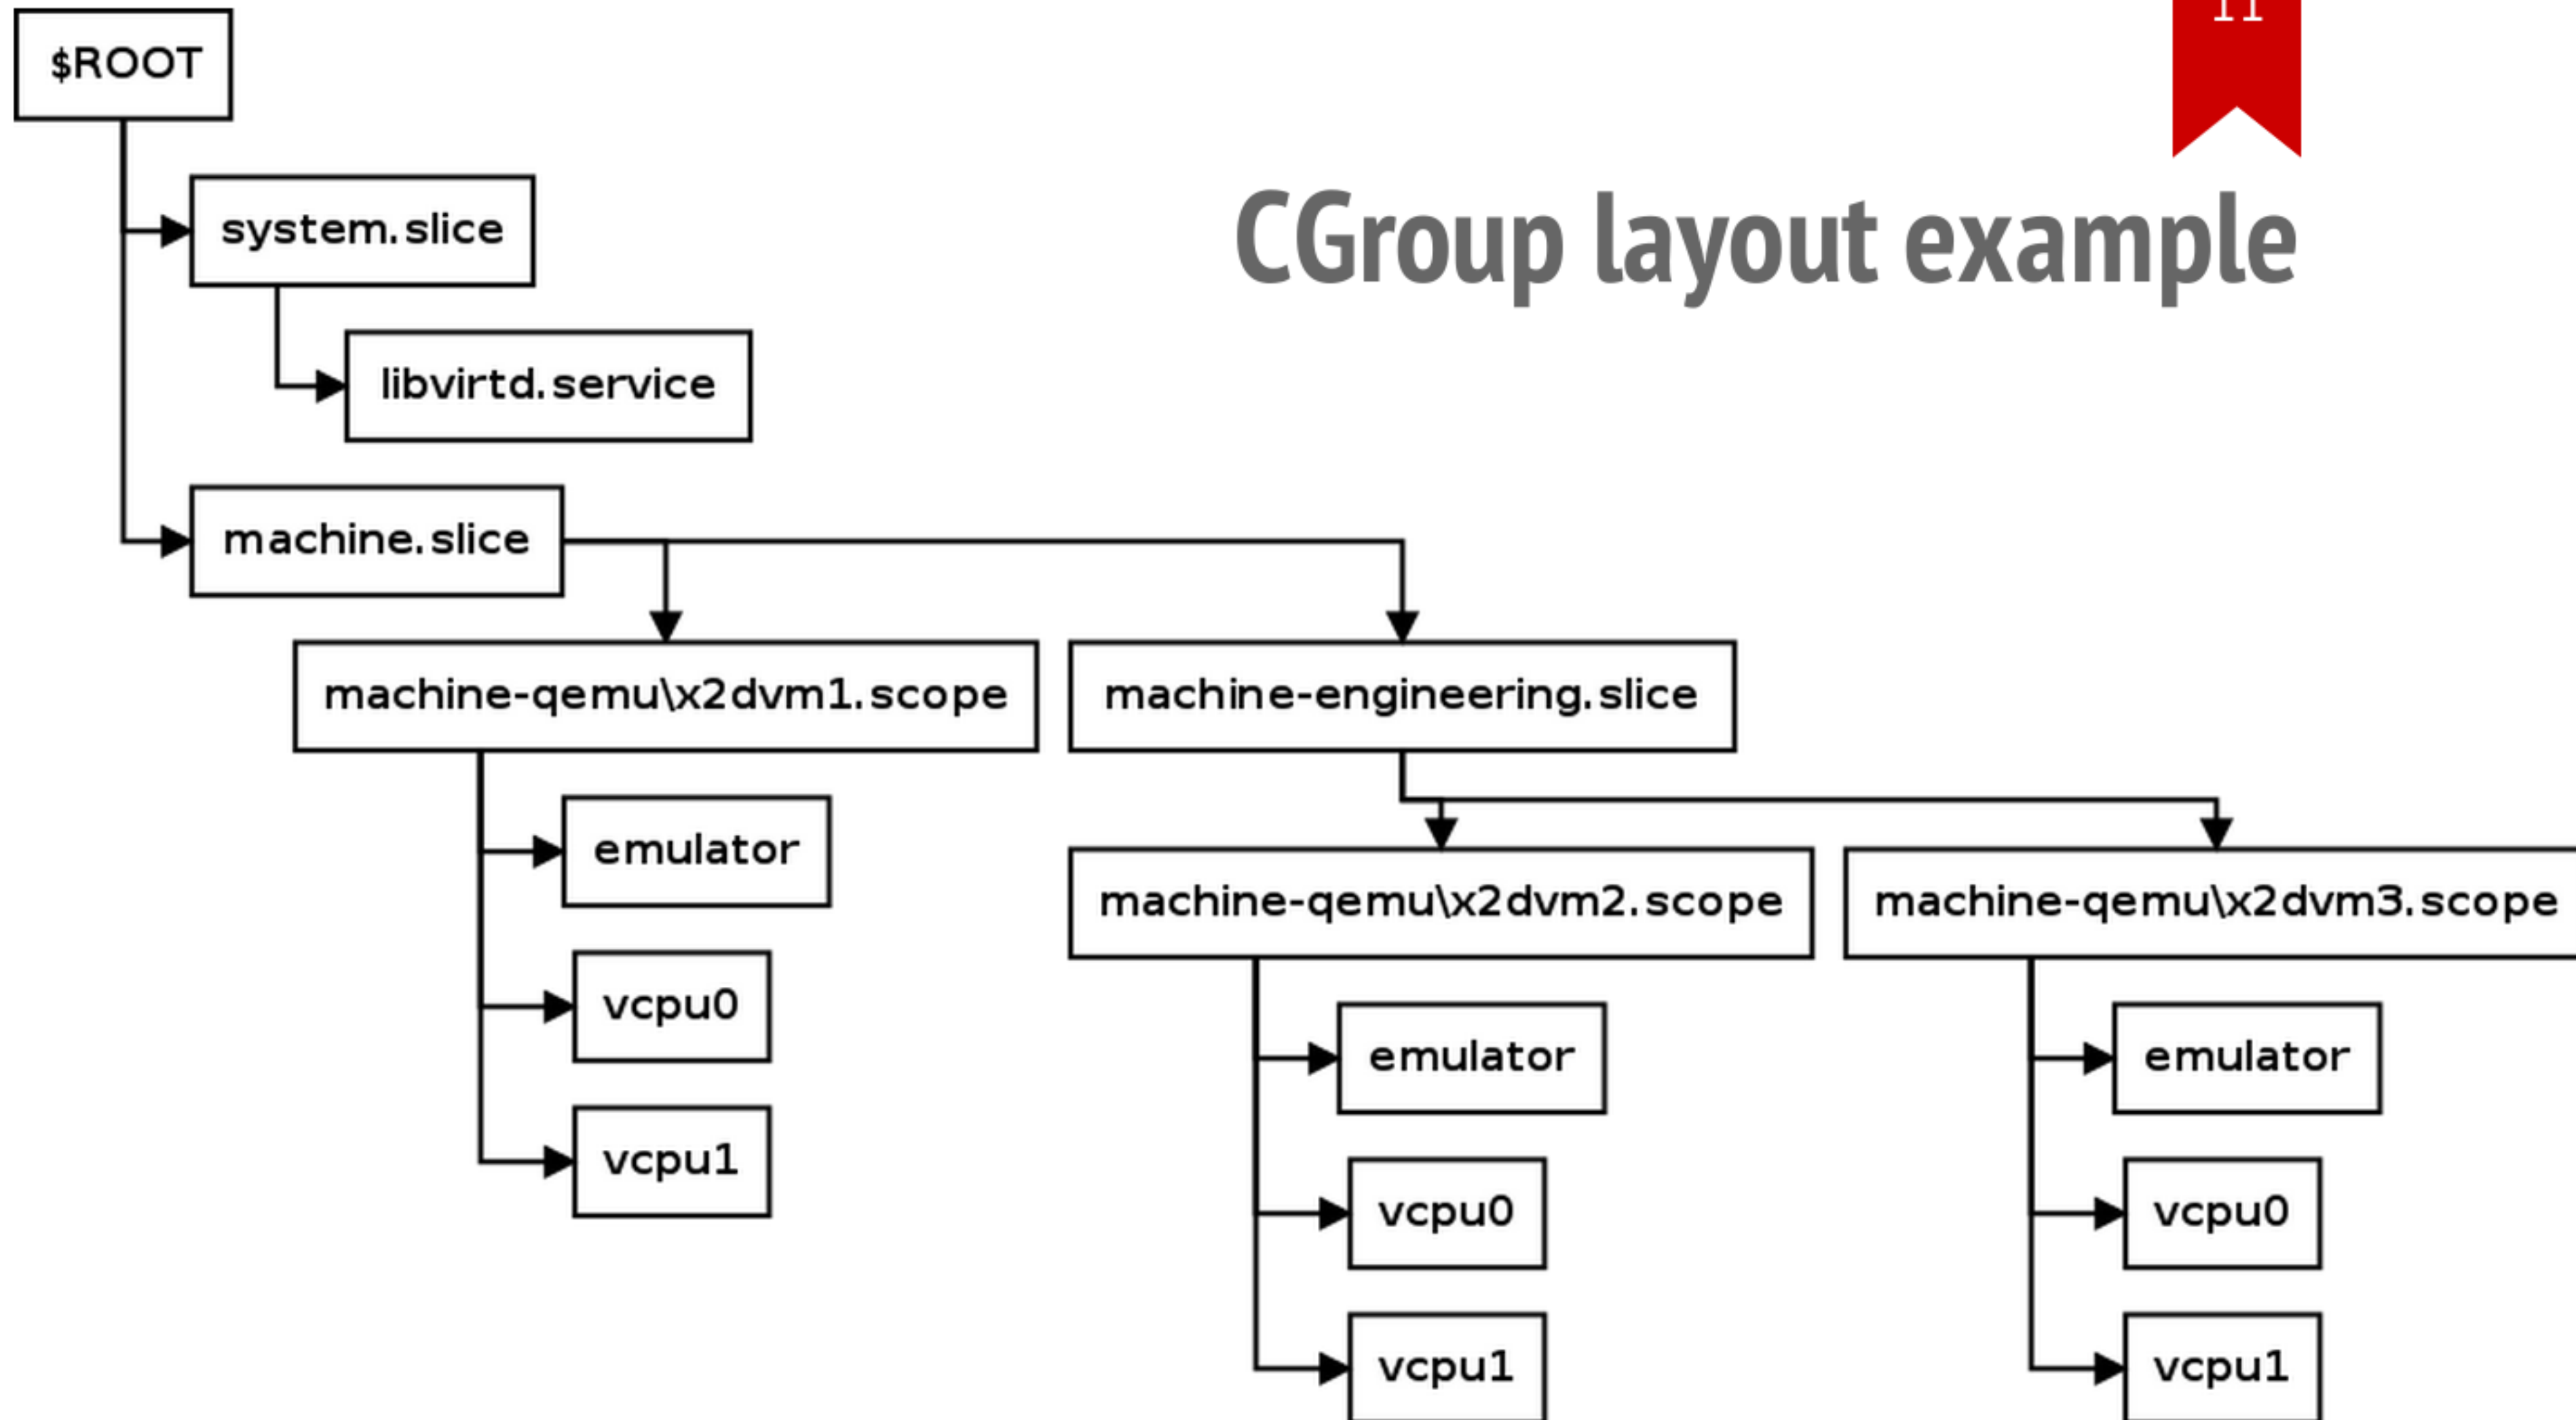 11
$ROOT
system.slice
CGroup layout example
libvirtd.service
machine.slice
machine-qemu\x2dvm1.scope
machine-engineering.slice
emulator
vcpu0
vcpu1
machine-qemu\x2dvm2.scope
machine-qemu\x2dvm3.scope
emulator
vcpu0
vcpu1
emulator
vcpu0
vcpu1